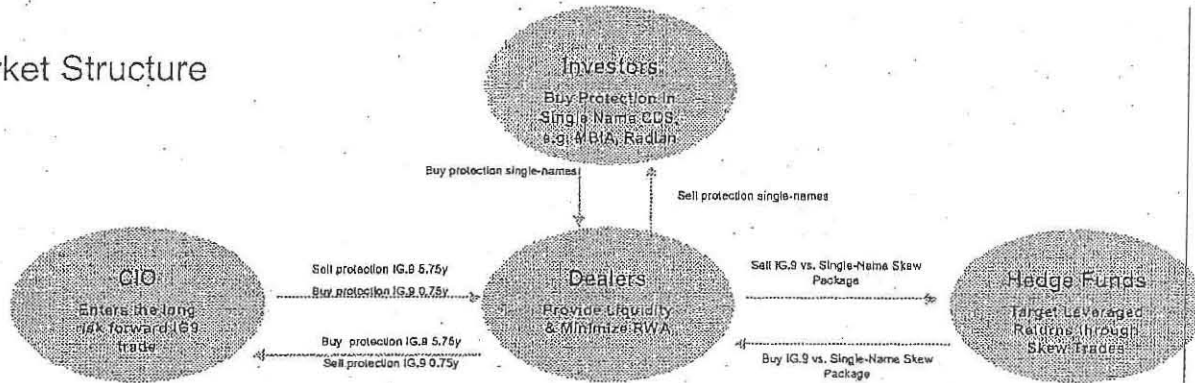 rket Structure
Investors
Buy Protection in
Single Name CDS,
e.g. MBIA, Radian
Buy protection single-names
Sell protection single-names
CIO
Enters the long
risk forward IG9
trade
Sell protection IG.9 5.75y
Buy protection IG.9 0.75y
Buy protection IG.9 5.75y
Sell protection IG.9 0.75y
Dealers
Provide Liquidity
& Minimize RWA
Sell IG.9 vs. Single-Name Skew
Package
Buy IG.9 vs. Single-Name Skew
Package
Hedge Funds
Target Leveraged
Returns through
Skew Trades